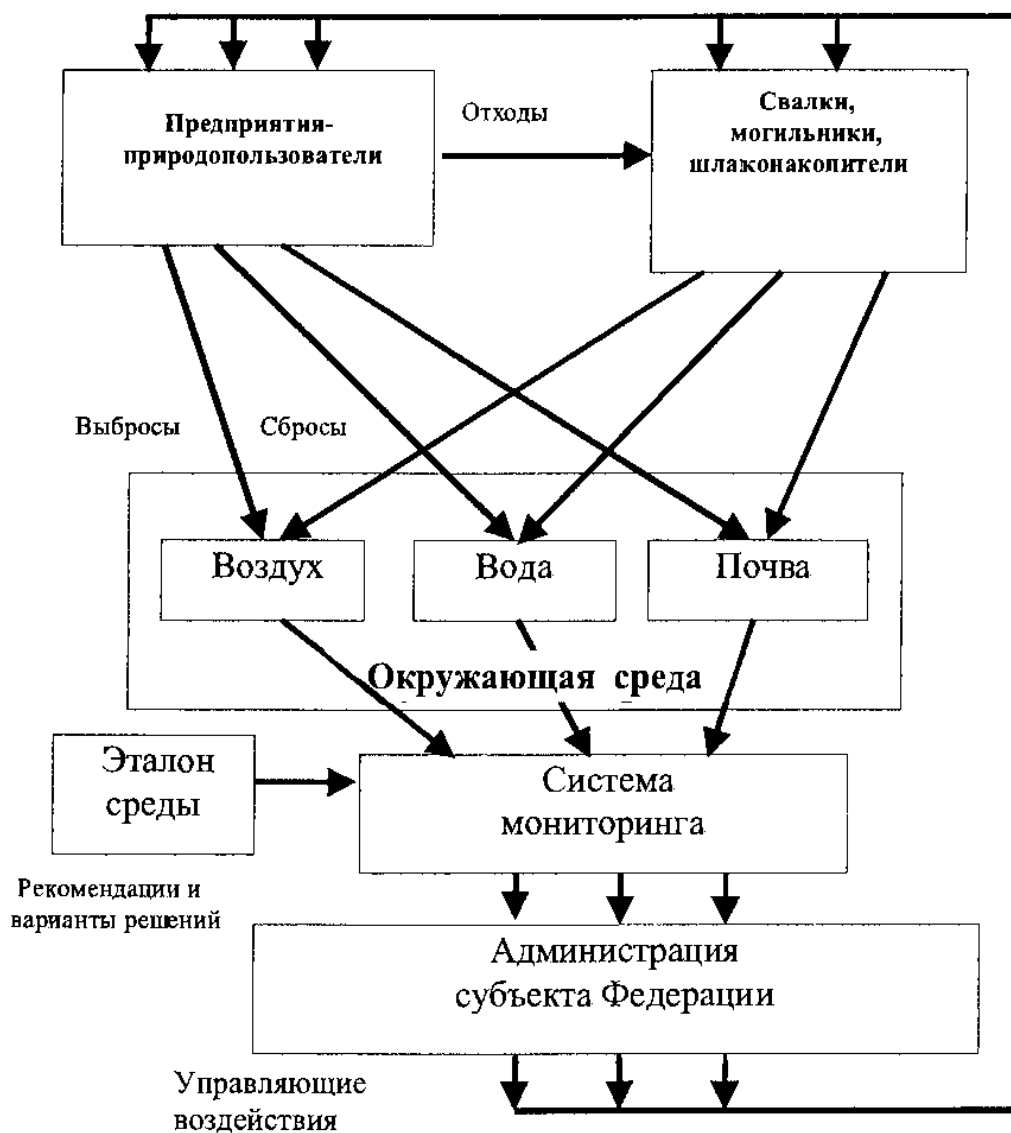 Предприятия-
природопользователи
Отходы
Свалки,
могильники,
шлаконакопители
Выбросы
Сбросы
Воздух
Вода
Почва
Окружающая среда
Эталон
среды
Система
мониторинга
Рекомендации и
варианты решений
Администрация
субъекта Федерации
Управляющие
воздействия